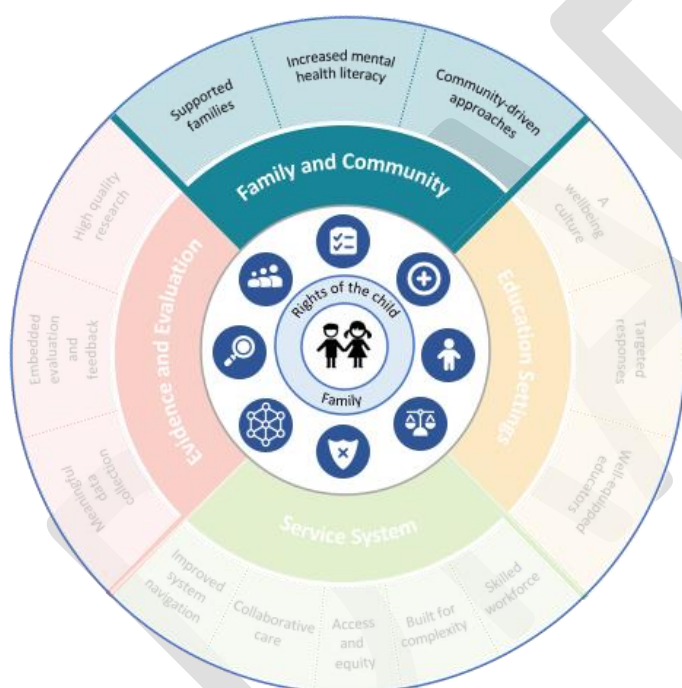 Supported
families
Increased mental
health literacy
Community-driven
approaches
Family and Community
A
wellbeing
culture
Targeted
responses
Well-equipped
educators
Education Settings
Skilled
workforce
Built for
complexity
Access
and
equity
Collaborative
care
Improved
system
navigation
Service System
Meaningful
data
collection
Embedded
evaluation
and
feedback
High quality
research
Evidence and Evaluation
Rights of the child
Family